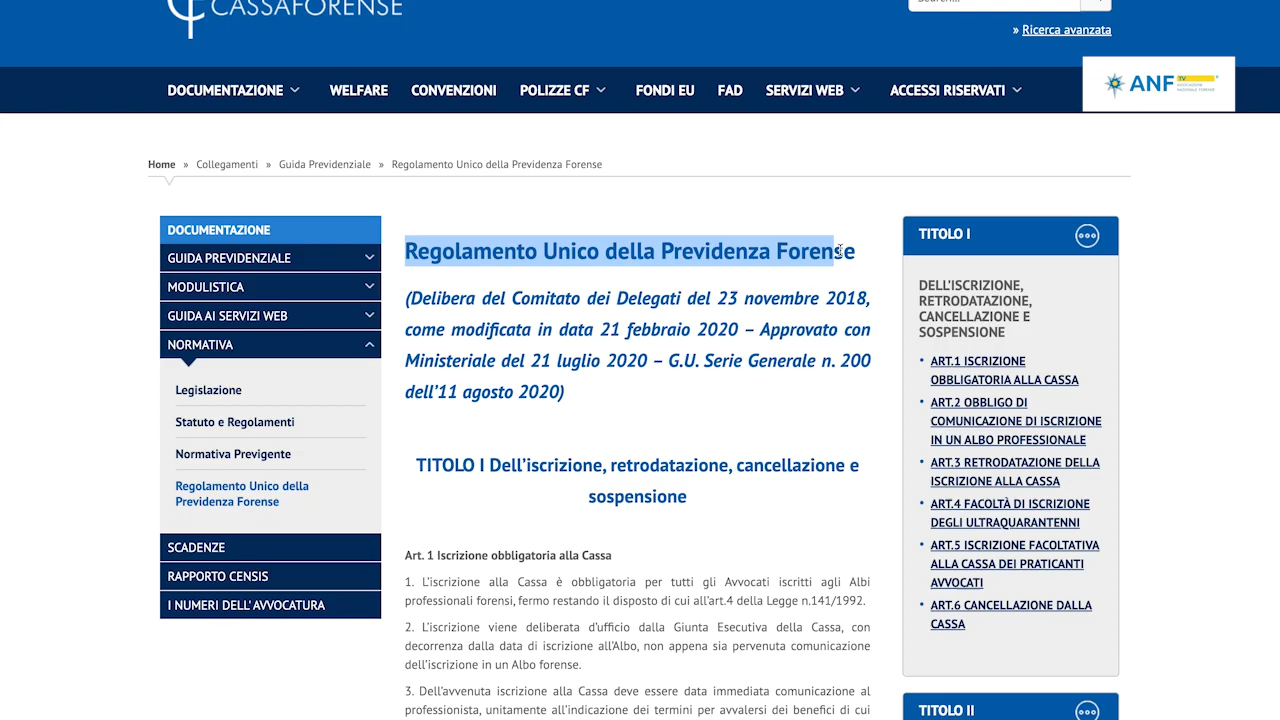 CASSAFORENSE
» Ricerca avanzata
DOCUMENTAZIONE
WELFARE
CONVENZIONI
POLIZZE CF
FONDI EU
FAD
SERVIZI WEB
ACCESSI RISERVATI
ANF TV
Home » Collegamenti » Guida Previdenziale » Regolamento Unico della Previdenza Forense
DOCUMENTAZIONE
GUIDA PREVIDENZIALE
MODULISTICA
GUIDA AI SERVIZI WEB
NORMATIVA
Legislazione
Statuto e Regolamenti
Normativa Previgente
Regolamento Unico della
Previdenza Forense
SCADENZE
RAPPORTO CENSIS
I NUMERI DELL' AVVOCATURA
Regolamento Unico della Previdenza Forense
(Delibera del Comitato dei Delegati del 23 novembre 2018,
come modificata in data 21 febbraio 2020 – Approvato con
Ministeriale del 21 luglio 2020 – G.U. Serie Generale n. 200
dell’11 agosto 2020)
TITOLO I Dell’iscrizione, retrodatazione, cancellazione e
sospensione
Art. 1 Iscrizione obbligatoria alla Cassa
1. L’iscrizione alla Cassa è obbligatoria per tutti gli Avvocati iscritti agli Albi
professionali forensi, fermo restando il disposto di cui all’art.4 della Legge n.141/1992.
2. L’iscrizione viene deliberata d’ufficio dalla Giunta Esecutiva della Cassa, con
decorrenza dalla data di iscrizione all’Albo, non appena sia pervenuta comunicazione
dell’iscrizione in un Albo forense.
3. Dell’avvenuta iscrizione alla Cassa deve essere data immediata comunicazione al
professionista, unitamente all’indicazione dei termini per avvalersi dei benefici di cui
TITOLO I
DELL’ISCRIZIONE,
RETRODATAZIONE,
CANCELLAZIONE E
SOSPENSIONE
• ART.1 ISCRIZIONE
OBBLIGATORIA ALLA CASSA
• ART.2 OBBLIGO DI
COMUNICAZIONE DI ISCRIZIONE
IN UN ALBO PROFESSIONALE
• ART.3 RETRODATAZIONE DELLA
ISCRIZIONE ALLA CASSA
• ART.4 FACOLTÀ DI ISCRIZIONE
DEGLI ULTRAQUARANTENNI
• ART.5 ISCRIZIONE FACOLTATIVA
ALLA CASSA DEI PRATICANTI
AVVOCATI
• ART.6 CANCELLAZIONE DALLA
CASSA
TITOLO II